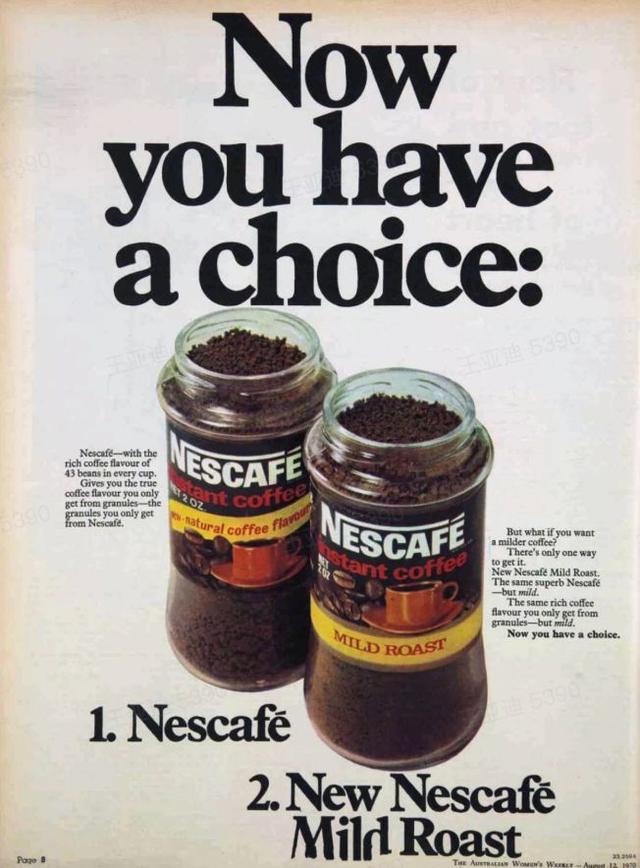 Now
you have
a choice:
Nescafé—with the
rich coffee flavour of
43 beans in every cup.
Gives you the true
coffee flavour you only
get from granules—the
granules you only get
from Nescafé.
NESCAFÉ
instant coffee
NET 2 OZ.
new-natural coffee flavour
NESCAFÉ
instant coffee
NET
2 OZ
MILD ROAST
But what if you want
a milder coffee?
There's only one way
to get it.
New Nescafé Mild Roast.
The same superb Nescafé
—but mild.
The same rich coffee
flavour you only get from
granules—but mild.
Now you have a choice.
1. Nescafé
2. New Nescafé
Mild Roast
Page 8
THE AUSTRALIAN WOMEN'S WEEKLY — August 12, 1970
王亚迪 5390